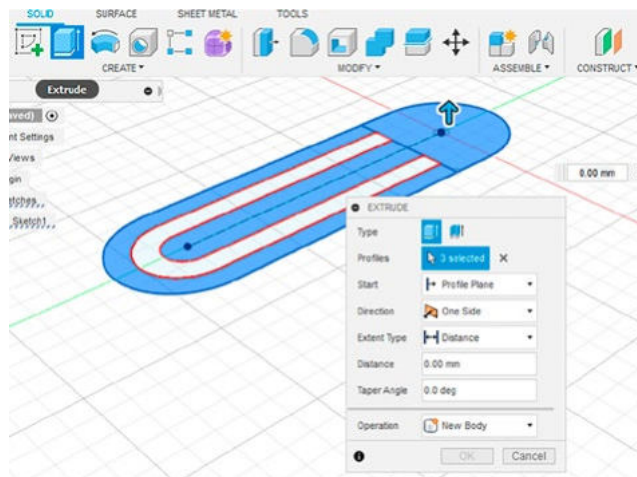 SOLID SURFACE SHEET METAL TOOLS
CREATE MODIFY ASSEMBLE CONSTRUCT
Extrude
aved)
nt Settings
Views
gin
etches
Sketch1
0.00 mm
EXTRUDE
Type
Profiles 3 selected
Start Profile Plane
Direction One Side
Extent Type Distance
Distance 0.00 mm
Taper Angle 0.0 deg
Operation New Body
OK Cancel